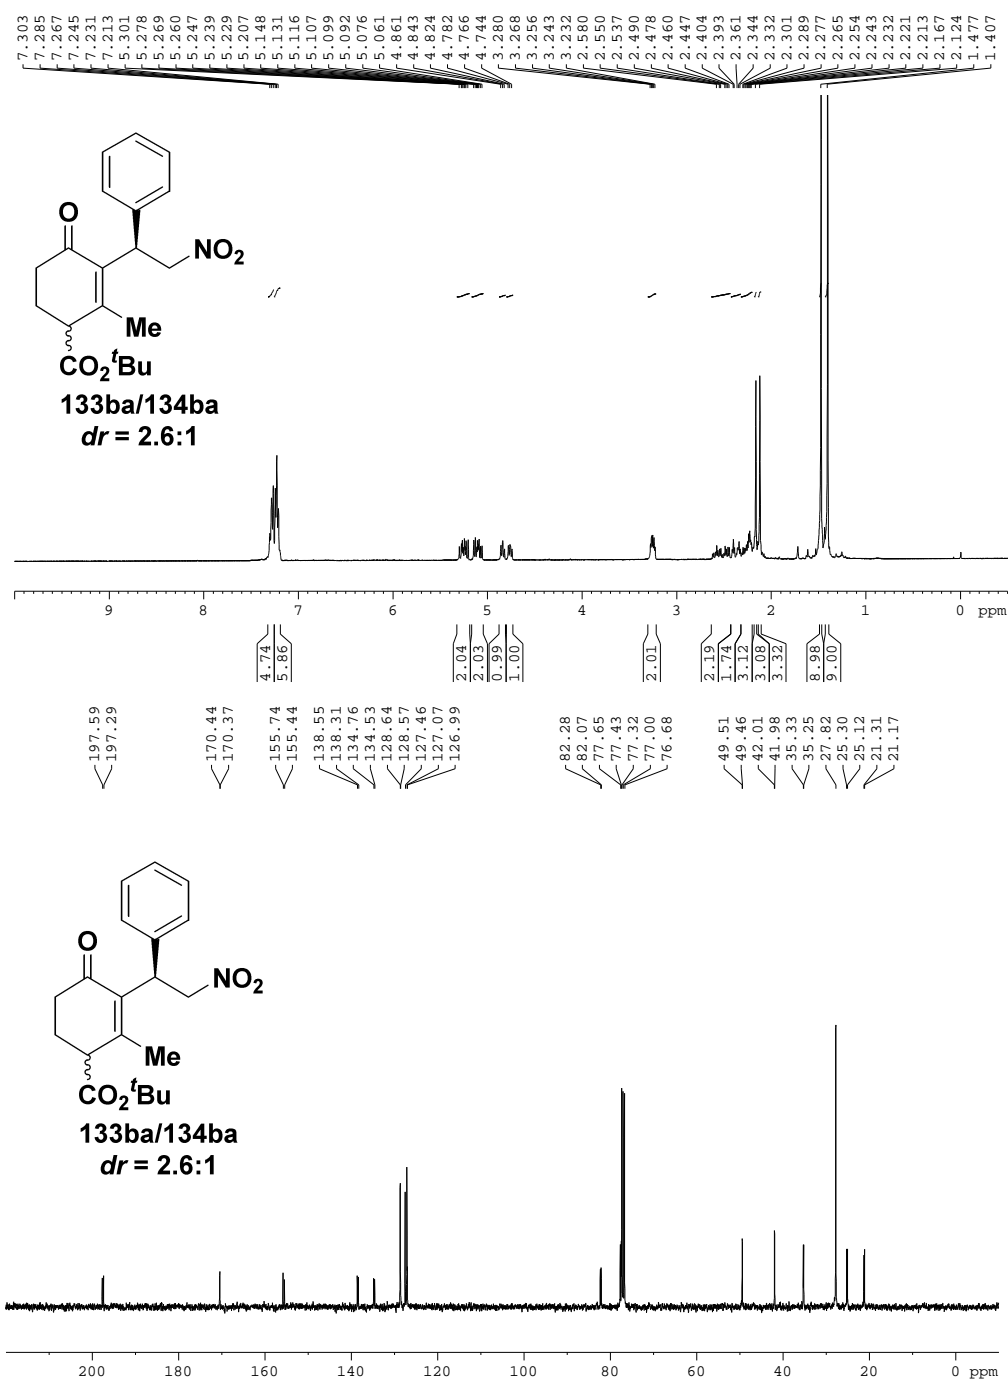 7.303 7.285 7.267 7.245 7.231 7.213 5.301 5.278 5.269 5.260 5.247 5.239 5.229 5.207 5.148 5.131 5.116 5.107 5.099 5.092 5.076 5.061 4.861 4.843 4.824 4.782 4.766 4.744 3.280 3.268 3.256 3.243 3.232 2.580 2.550 2.537 2.490 2.478 2.460 2.447 2.404 2.393 2.361 2.344 2.332 2.301 2.289 2.277 2.265 2.254 2.243 2.232 2.221 2.213 2.167 2.124 1.477 1.407
O
NO2
Me
CO2tBu
133ba/134ba
dr = 2.6:1
9 8 7 6 5 4 3 2 1 0 ppm
4.74 5.86 2.04 2.03 0.99 1.00 2.01 2.19 1.74 3.12 3.08 3.32 8.98 9.00
197.59 197.29 170.44 170.37 155.74 155.44 138.55 138.31 134.76 134.53 128.64 128.57 127.46 127.07 126.99 82.28 82.07 77.65 77.43 77.32 77.00 76.68 49.51 49.46 42.01 41.98 35.33 35.25 27.82 25.30 25.12 21.31 21.17
O
NO2
Me
CO2tBu
133ba/134ba
dr = 2.6:1
200 180 160 140 120 100 80 60 40 20 0 ppm